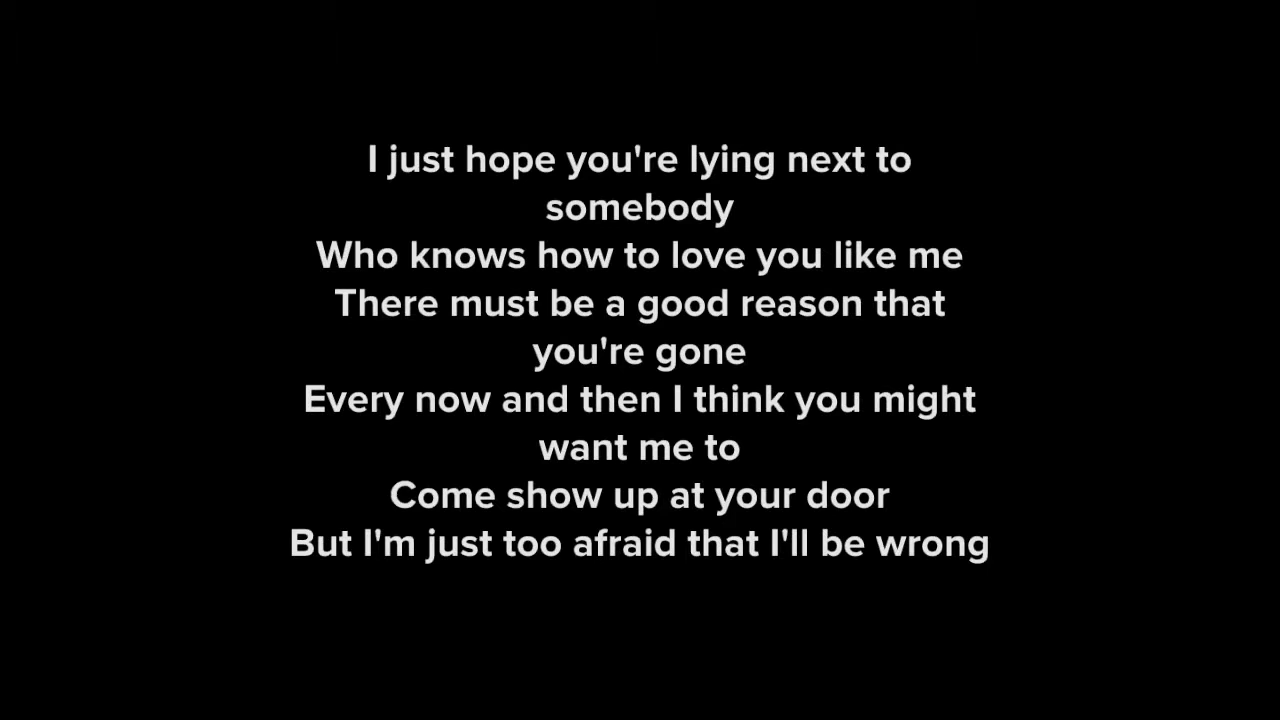 I just hope you're lying next to
somebody
Who knows how to love you like me
There must be a good reason that
you're gone
Every now and then I think you might
want me to
Come show up at your door
But I'm just too afraid that I'll be wrong